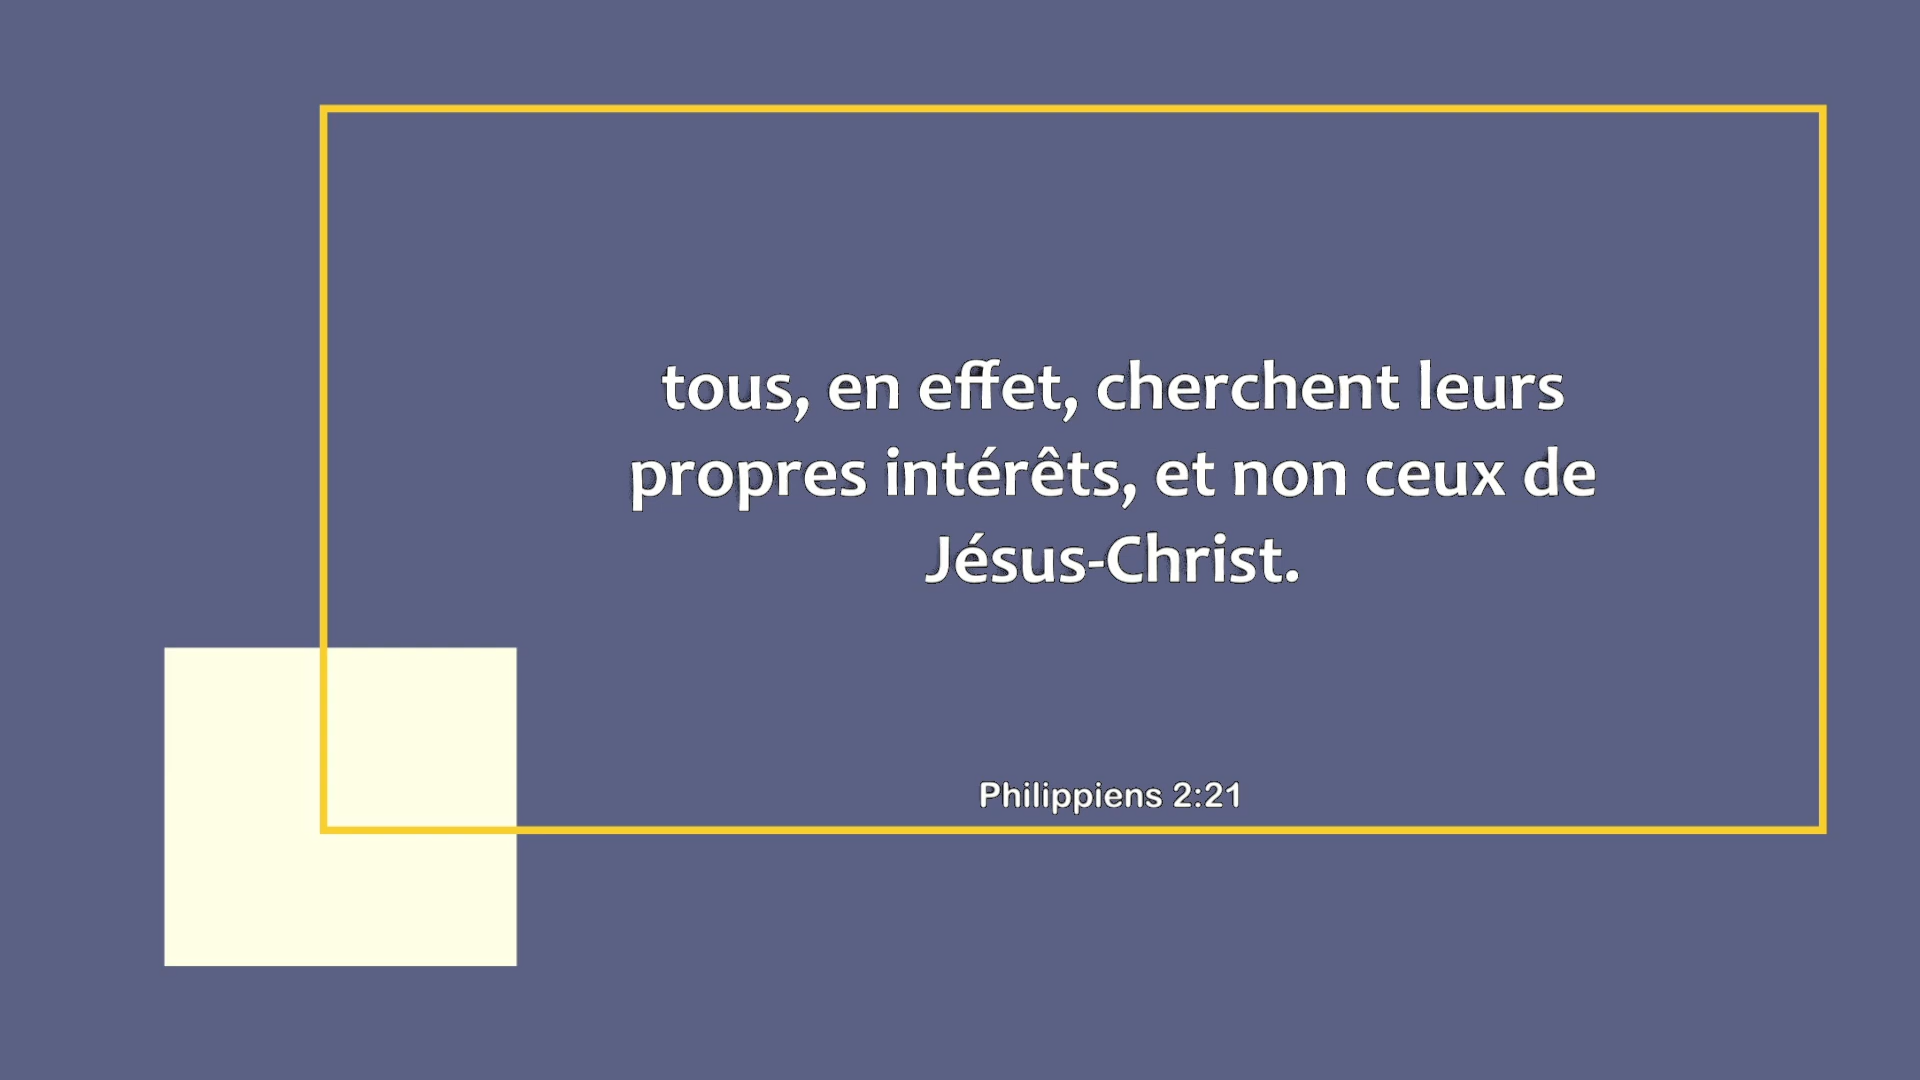 tous, en effet, cherchent leurs
propres intérêts, et non ceux de
Jésus-Christ.
Philippiens 2:21